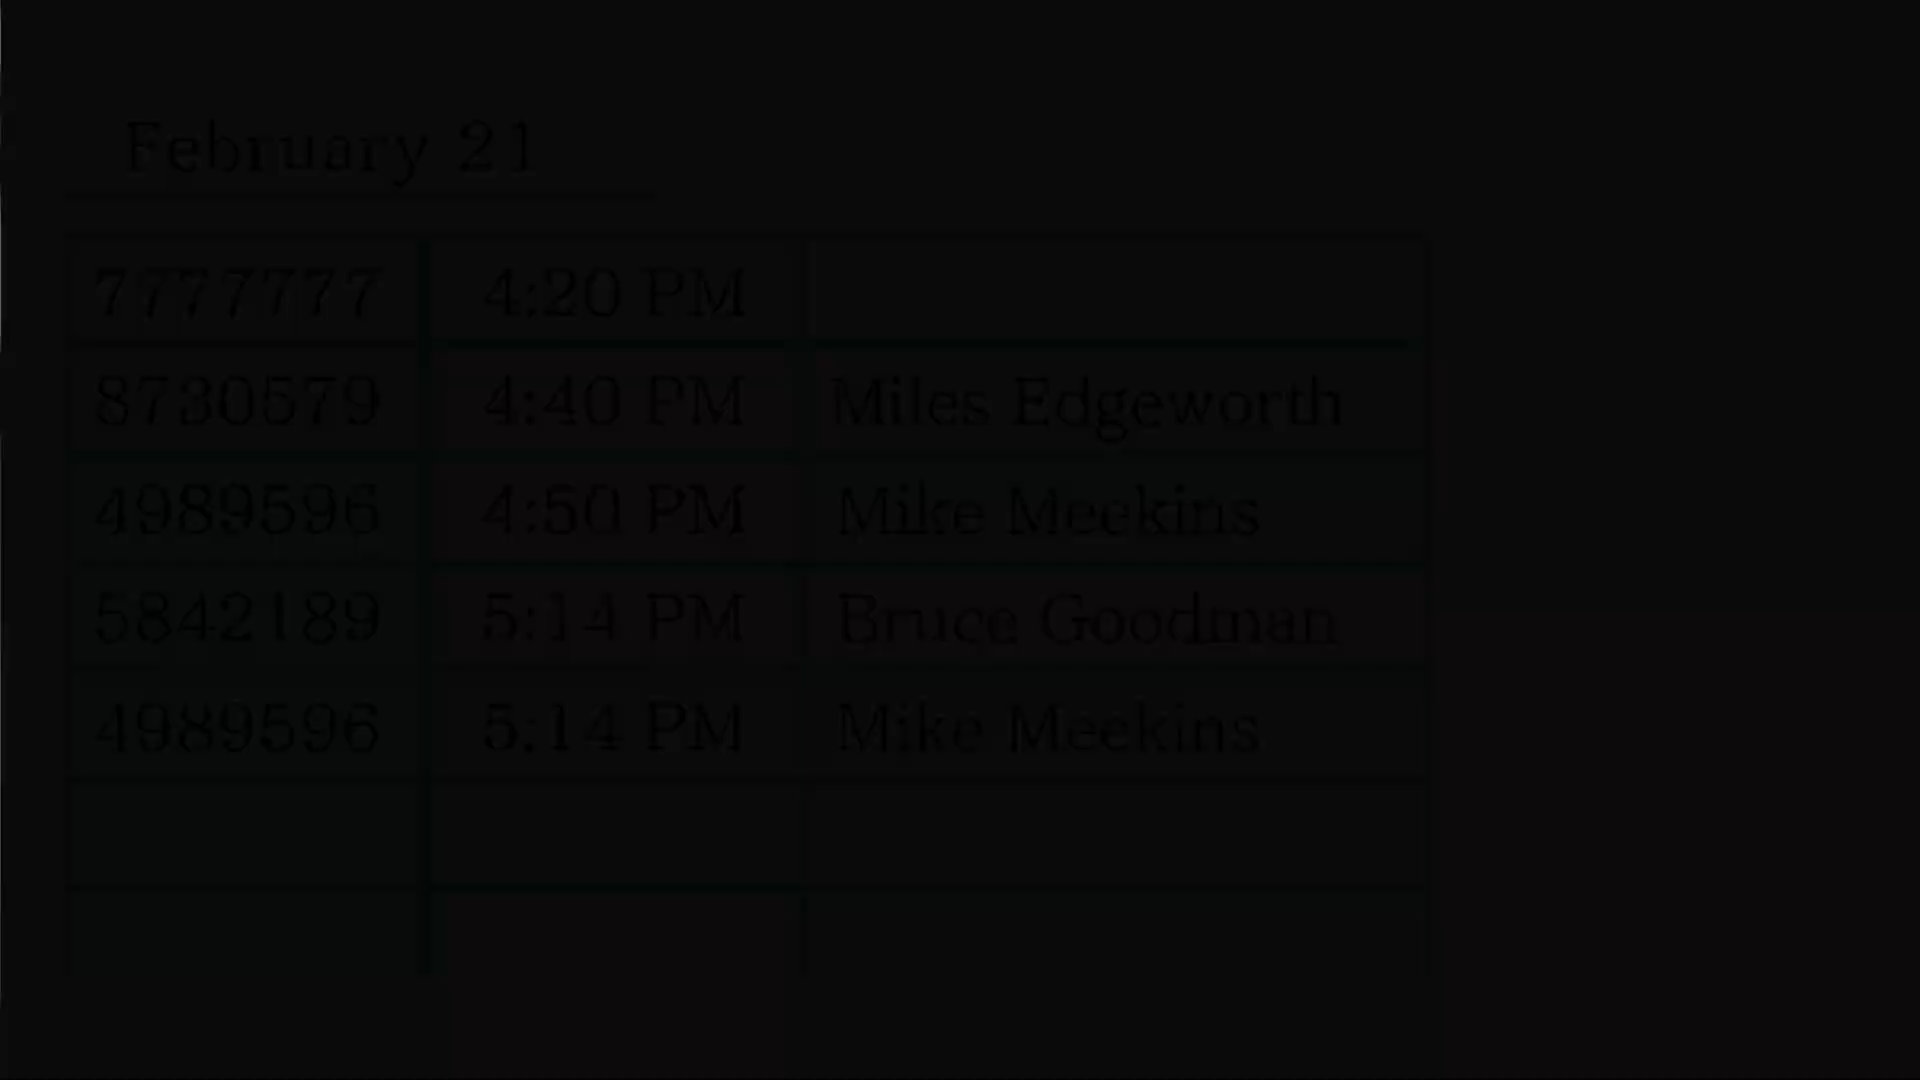 February 21
7777777 4:20 PM
8730579 4:40 PM Miles Edgeworth
4989596 4:50 PM Mike Meekins
5842189 5:14 PM Bruce Goodman
4989596 5:14 PM Mike Meekins